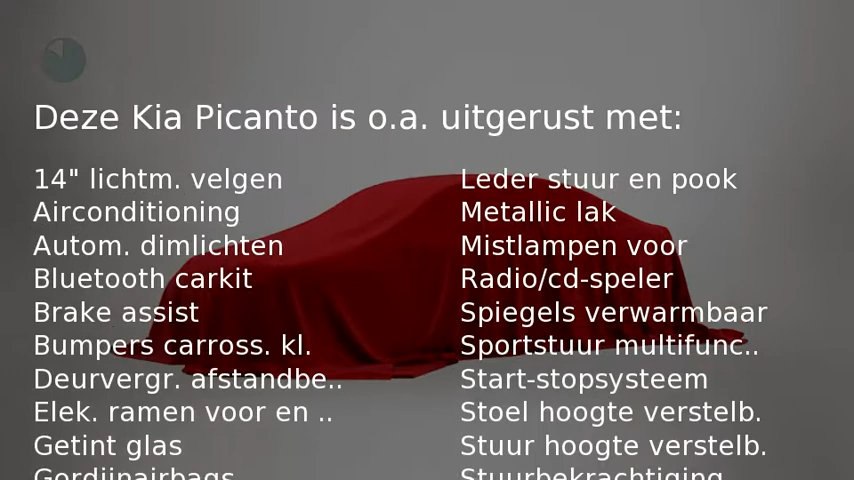 Deze Kia Picanto is o.a. uitgerust met:
14" lichtm. velgen
Airconditioning
Autom. dimlichten
Bluetooth carkit
Brake assist
Bumpers carross. kl.
Deurvergr. afstandbe..
Elek. ramen voor en ..
Getint glas
Gordijnairbags
Leder stuur en pook
Metallic lak
Mistlampen voor
Radio/cd-speler
Spiegels verwarmbaar
Sportstuur multifunc..
Start-stopsysteem
Stoel hoogte verstelb.
Stuur hoogte verstelb.
Stuurbekrachtiging